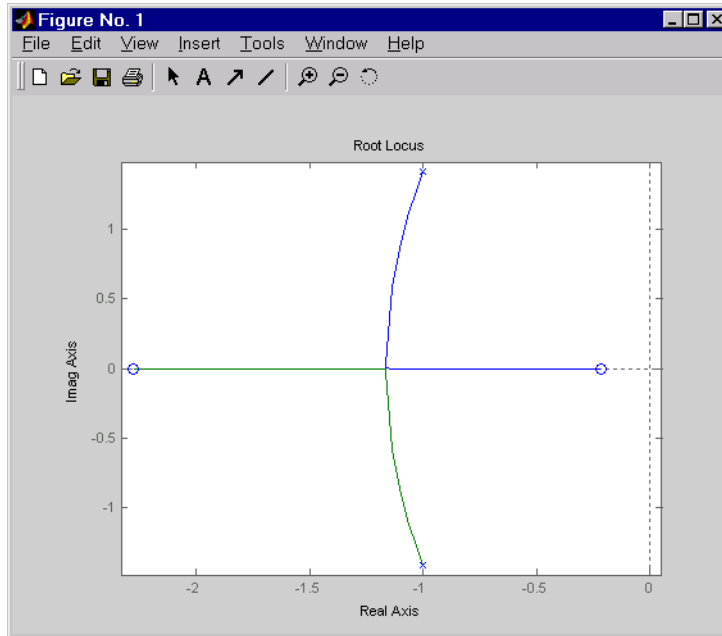 Figure No. 1
File Edit View Insert Tools Window Help
A
Root Locus
1
0.5
0
-0.5
-1
Imag Axis
-2 -1.5 -1 -0.5 0
Real Axis